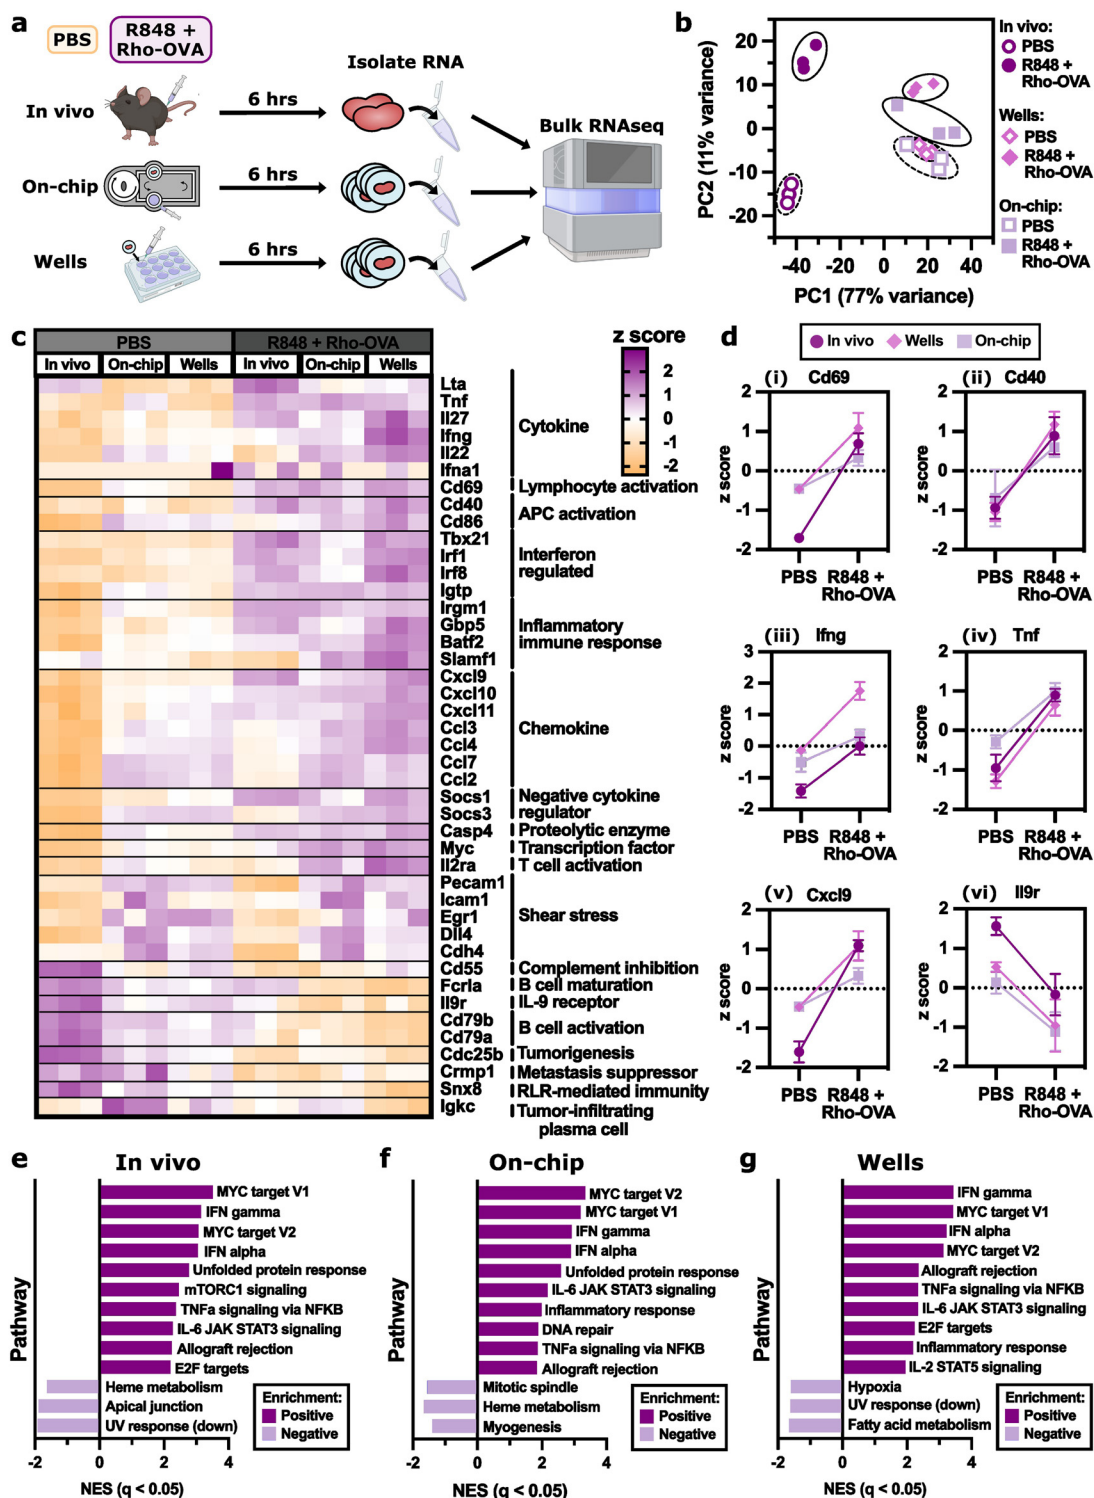 a
PBS
R848 +
Rho-OVA
Isolate RNA
In vivo
6 hrs
Bulk RNAseq
On-chip
6 hrs
Wells
6 hrs
b
PC2 (11% variance)
20
10
0
-10
-20
-40
-20
0
20
40
PC1 (77% variance)
In vivo:
PBS
R848 +
Rho-OVA
Wells:
PBS
R848 +
Rho-OVA
On-chip:
PBS
R848 +
Rho-OVA
c
PBS
R848 + Rho-OVA
In vivo
On-chip
Wells
In vivo
On-chip
Wells
z score
2
1
0
-1
-2
Lta
Tnf
Il27
Ifng
Il22
Ifna1
Cd69
Cd40
Cd86
Tbx21
Irf1
Irf8
Igtp
Irgm1
Gbp5
Batf2
Slamf1
Cxcl9
Cxcl10
Cxcl11
Ccl3
Ccl4
Ccl7
Ccl2
Socs1
Socs3
Casp4
Myc
Il2ra
Pecam1
Icam1
Egr1
Dll4
Cdh4
Cd55
Fcrla
Il9r
Cd79b
Cd79a
Cdc25b
Crmp1
Snx8
Igkc
Cytokine
Lymphocyte activation
APC activation
Interferon
regulated
Inflammatory
immune response
Chemokine
Negative cytokine
regulator
Proteolytic enzyme
Transcription factor
T cell activation
Shear stress
Complement inhibition
B cell maturation
IL-9 receptor
B cell activation
Tumorigenesis
Metastasis suppressor
RLR-mediated immunity
Tumor-infiltrating
plasma cell
d
In vivo
Wells
On-chip
(i)
Cd69
z score
2
1
0
-1
-2
PBS
R848 +
Rho-OVA
(ii)
Cd40
z score
2
1
0
-1
-2
PBS
R848 +
Rho-OVA
(iii)
Ifng
z score
3
2
1
0
-1
-2
PBS
R848 +
Rho-OVA
(iv)
Tnf
z score
2
1
0
-1
-2
PBS
R848 +
Rho-OVA
(v)
Cxcl9
z score
2
1
0
-1
-2
PBS
R848 +
Rho-OVA
(vi)
Il9r
z score
2
1
0
-1
-2
PBS
R848 +
Rho-OVA
e
In vivo
Pathway
MYC target V1
IFN gamma
MYC target V2
IFN alpha
Unfolded protein response
mTORC1 signaling
TNFa signaling via NFKB
IL-6 JAK STAT3 signaling
Allograft rejection
E2F targets
Heme metabolism
Apical junction
UV response (down)
Enrichment:
Positive
Negative
-2
0
2
4
NES (q < 0.05)
f
On-chip
Pathway
MYC target V2
MYC target V1
IFN gamma
IFN alpha
Unfolded protein response
IL-6 JAK STAT3 signaling
Inflammatory response
DNA repair
TNFa signaling via NFKB
Allograft rejection
Mitotic spindle
Heme metabolism
Myogenesis
Enrichment:
Positive
Negative
-2
0
2
4
NES (q < 0.05)
g
Wells
Pathway
IFN gamma
MYC target V1
IFN alpha
MYC target V2
Allograft rejection
TNFa signaling via NFKB
IL-6 JAK STAT3 signaling
E2F targets
Inflammatory response
IL-2 STAT5 signaling
Hypoxia
UV response (down)
Fatty acid metabolism
Enrichment:
Positive
Negative
-2
0
2
4
NES (q < 0.05)